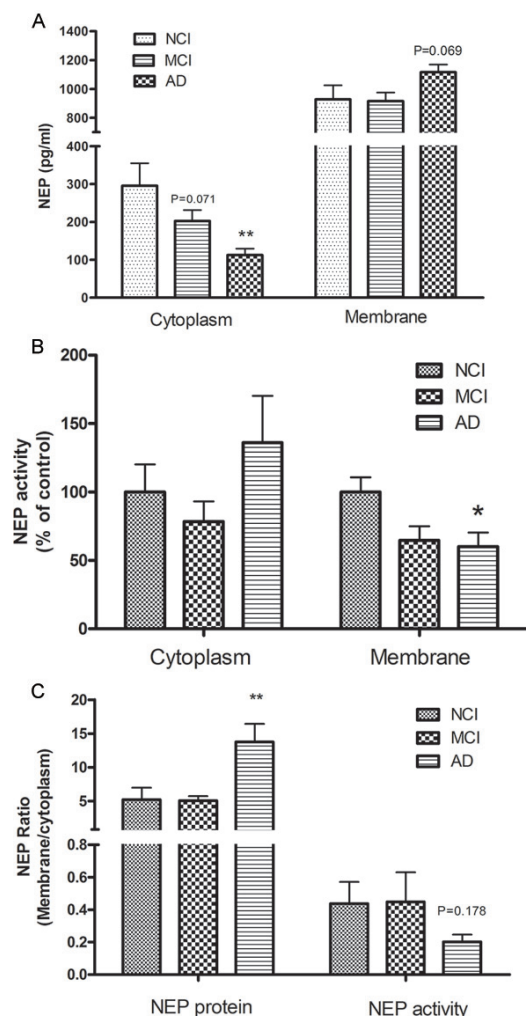 A
NCI
MCI
AD
P=0.069
1400
1200
1000
800
400
300
200
100
0
NEP (pg/ml)
P=0.071
**
Cytoplasm Membrane
B
200
150
100
50
0
NEP activity
(% of control)
NCI
MCI
AD
*
Cytoplasm Membrane
C
20
15
10
5
0.8
0.6
0.4
0.2
0.0
NEP Ratio
(Membrane/cytoplasm)
**
NCI
MCI
AD
P=0.178
NEP protein NEP activity